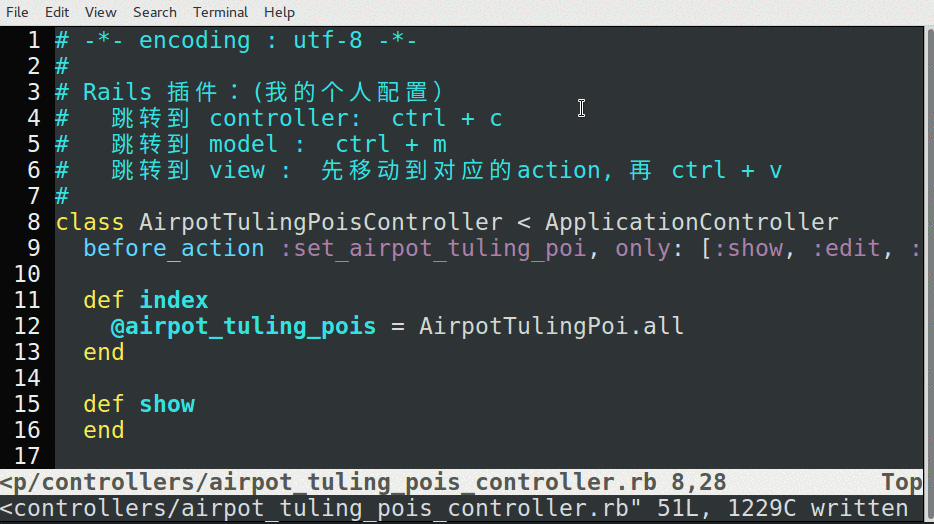 File Edit View Search Terminal Help
1 # -*- encoding : utf-8 -*-
2 #
3 # Rails 插件：(我的个人配置)
4 #   跳转到 controller:  ctrl + c
5 #   跳转到 model :  ctrl + m
6 #   跳转到 view :  先移动到对应的action, 再 ctrl + v
7 #
8 class AirpotTulingPoisController < ApplicationController
9   before_action :set_airpot_tuling_poi, only: [:show, :edit, :
10
11   def index
12     @airpot_tuling_pois = AirpotTulingPoi.all
13   end
14
15   def show
16   end
17
<p/controllers/airpot_tuling_pois_controller.rb 8,28 Top
<controllers/airpot_tuling_pois_controller.rb" 51L, 1229C written